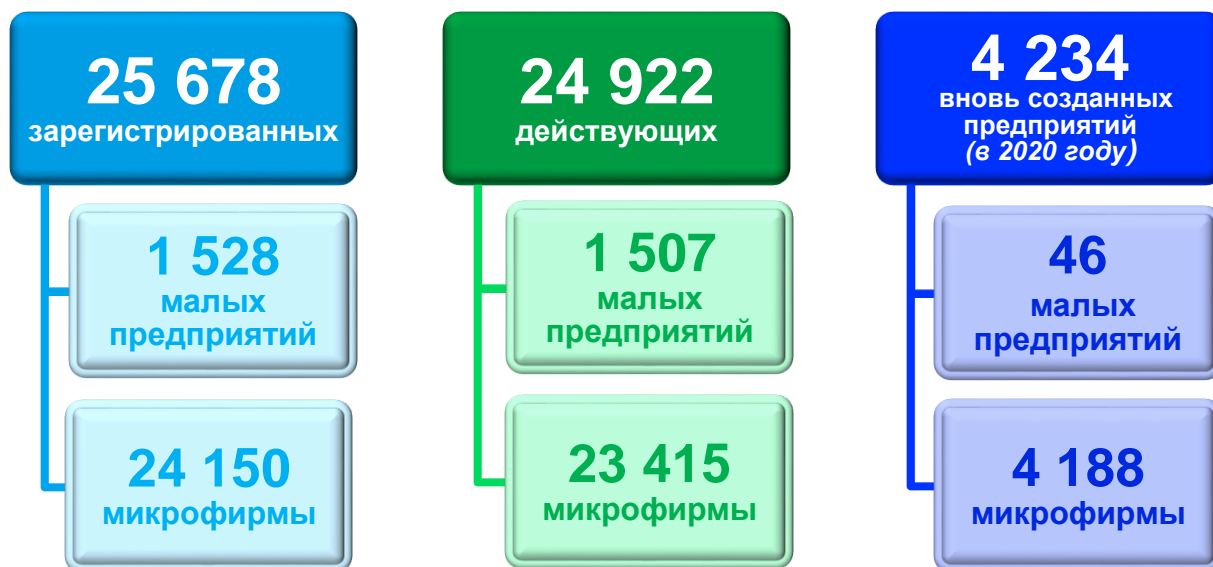 25 678
зарегистрированных
1 528
малых
предприятий
24 150
микрофирмы
24 922
действующих
1 507
малых
предприятий
23 415
микрофирмы
4 234
вновь созданных
предприятий
(в 2020 году)
46
малых
предприятий
4 188
микрофирмы